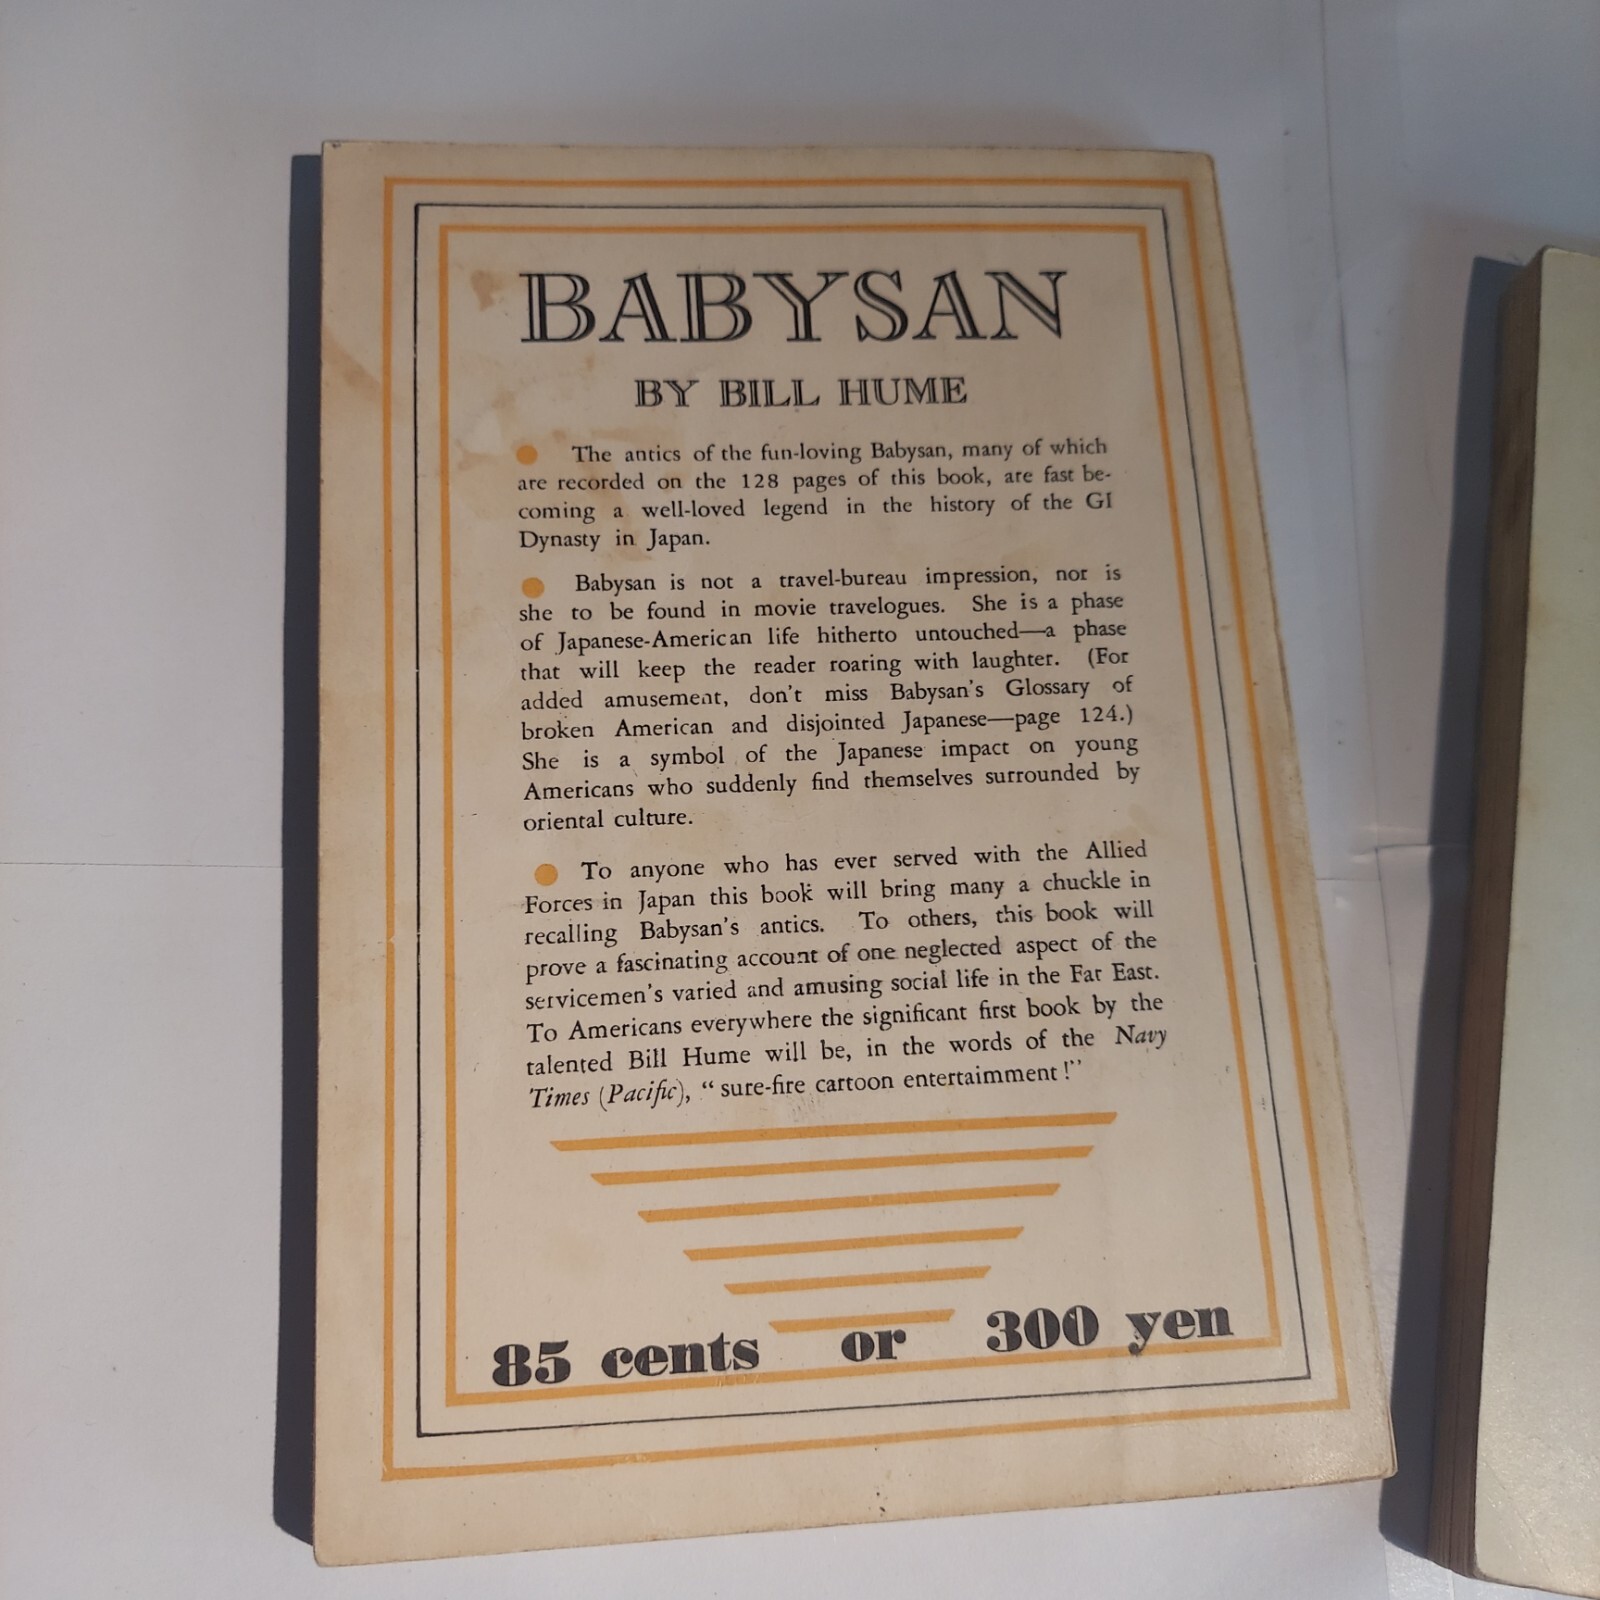 BABYSAN
BY BILL HUME
The antics of the fun-loving Babysan, many of which
are recorded on the 128 pages of this book, are fast be-
coming a well-loved legend in the history of the GI
Dynasty in Japan.
Babysan is not a travel-bureau impression, nor is
she to be found in movie travelogues. She is a phase
of Japanese-American life hitherto untouched—a phase
that will keep the reader roaring with laughter. (For
added amusement, don't miss Babysan's Glossary of
broken American and disjointed Japanese—page 124.)
She is a symbol of the Japanese impact on young
Americans who suddenly find themselves surrounded by
oriental culture.
To anyone who has ever served with the Allied
Forces in Japan this book will bring many a chuckle in
recalling Babysan's antics. To others, this book will
prove a fascinating account of one neglected aspect of the
servicemen's varied and amusing social life in the Far East.
To Americans everywhere the significant first book by the
talented Bill Hume will be, in the words of the Navy
Times (Pacific), "sure-fire cartoon entertaimment!"
85 cents or 300 yen